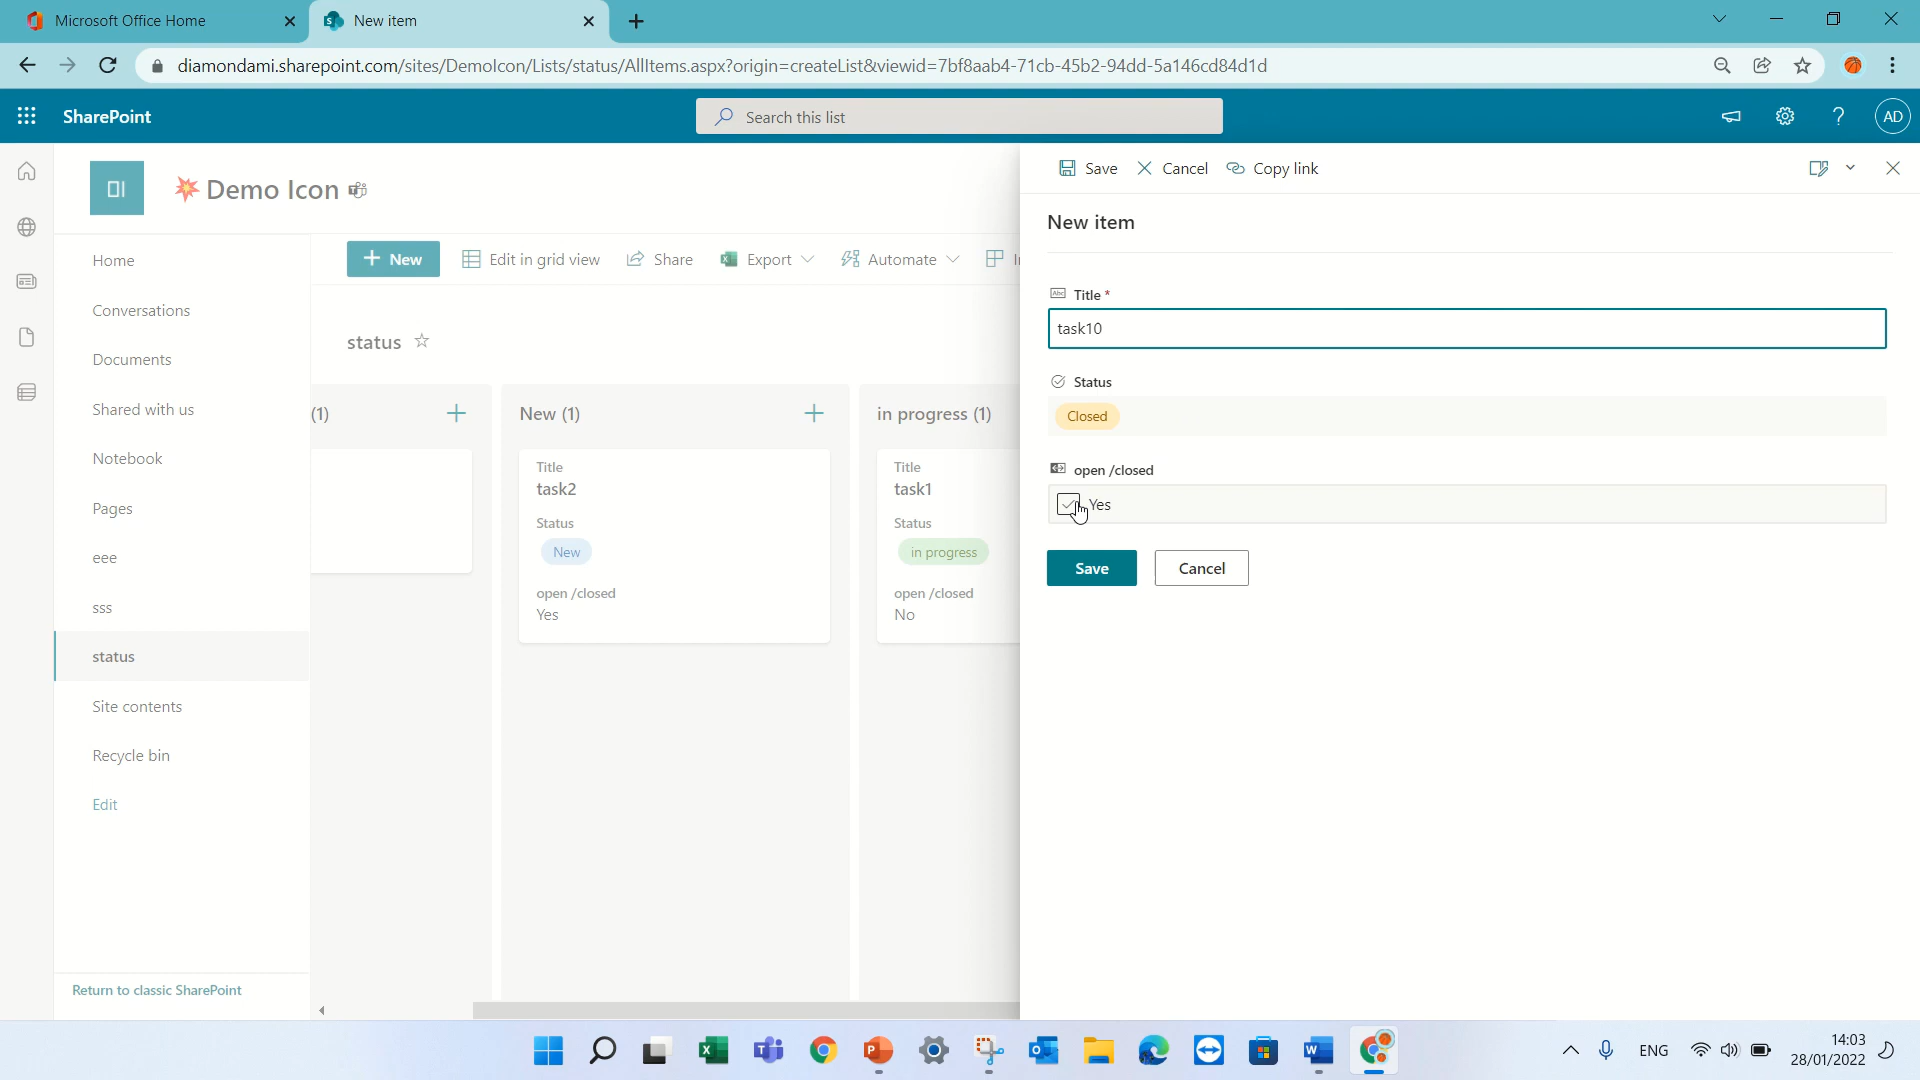 Microsoft Office Home
New item
diamondami.sharepoint.com/sites/DemoIcon/Lists/status/AllItems.aspx?origin=createList&viewid=7bf8aab4-71cb-45b2-94dd-5a146cd84d1d
SharePoint
Search this list
AD
Demo Icon
Home
Conversations
Documents
Shared with us
Notebook
Pages
eee
sss
status
Site contents
Recycle bin
Edit
Return to classic SharePoint
New
Edit in grid view
Share
Export
Automate
status
(1)
New (1)
Title
task2
Status
New
open /closed
Yes
in progress (1)
Title
task1
Status
in progress
open /closed
No
Save
Cancel
Copy link
New item
Title *
task10
Status
Closed
open /closed
Yes
Save
Cancel
ENG
14:03
28/01/2022